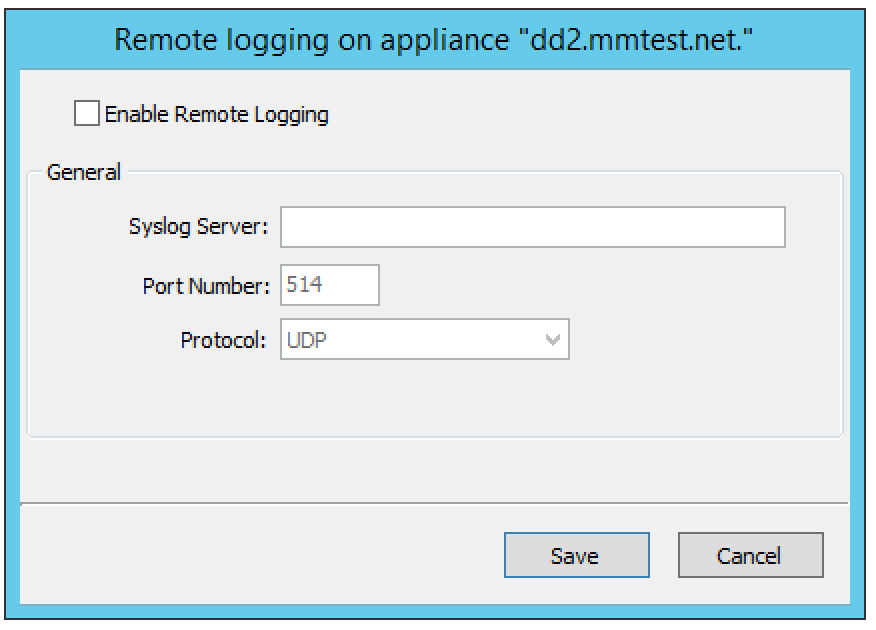 Remote logging on appliance "dd2.mmtest.net."
Enable Remote Logging
General
Syslog Server:
Port Number: 514
Protocol: UDP
Save Cancel